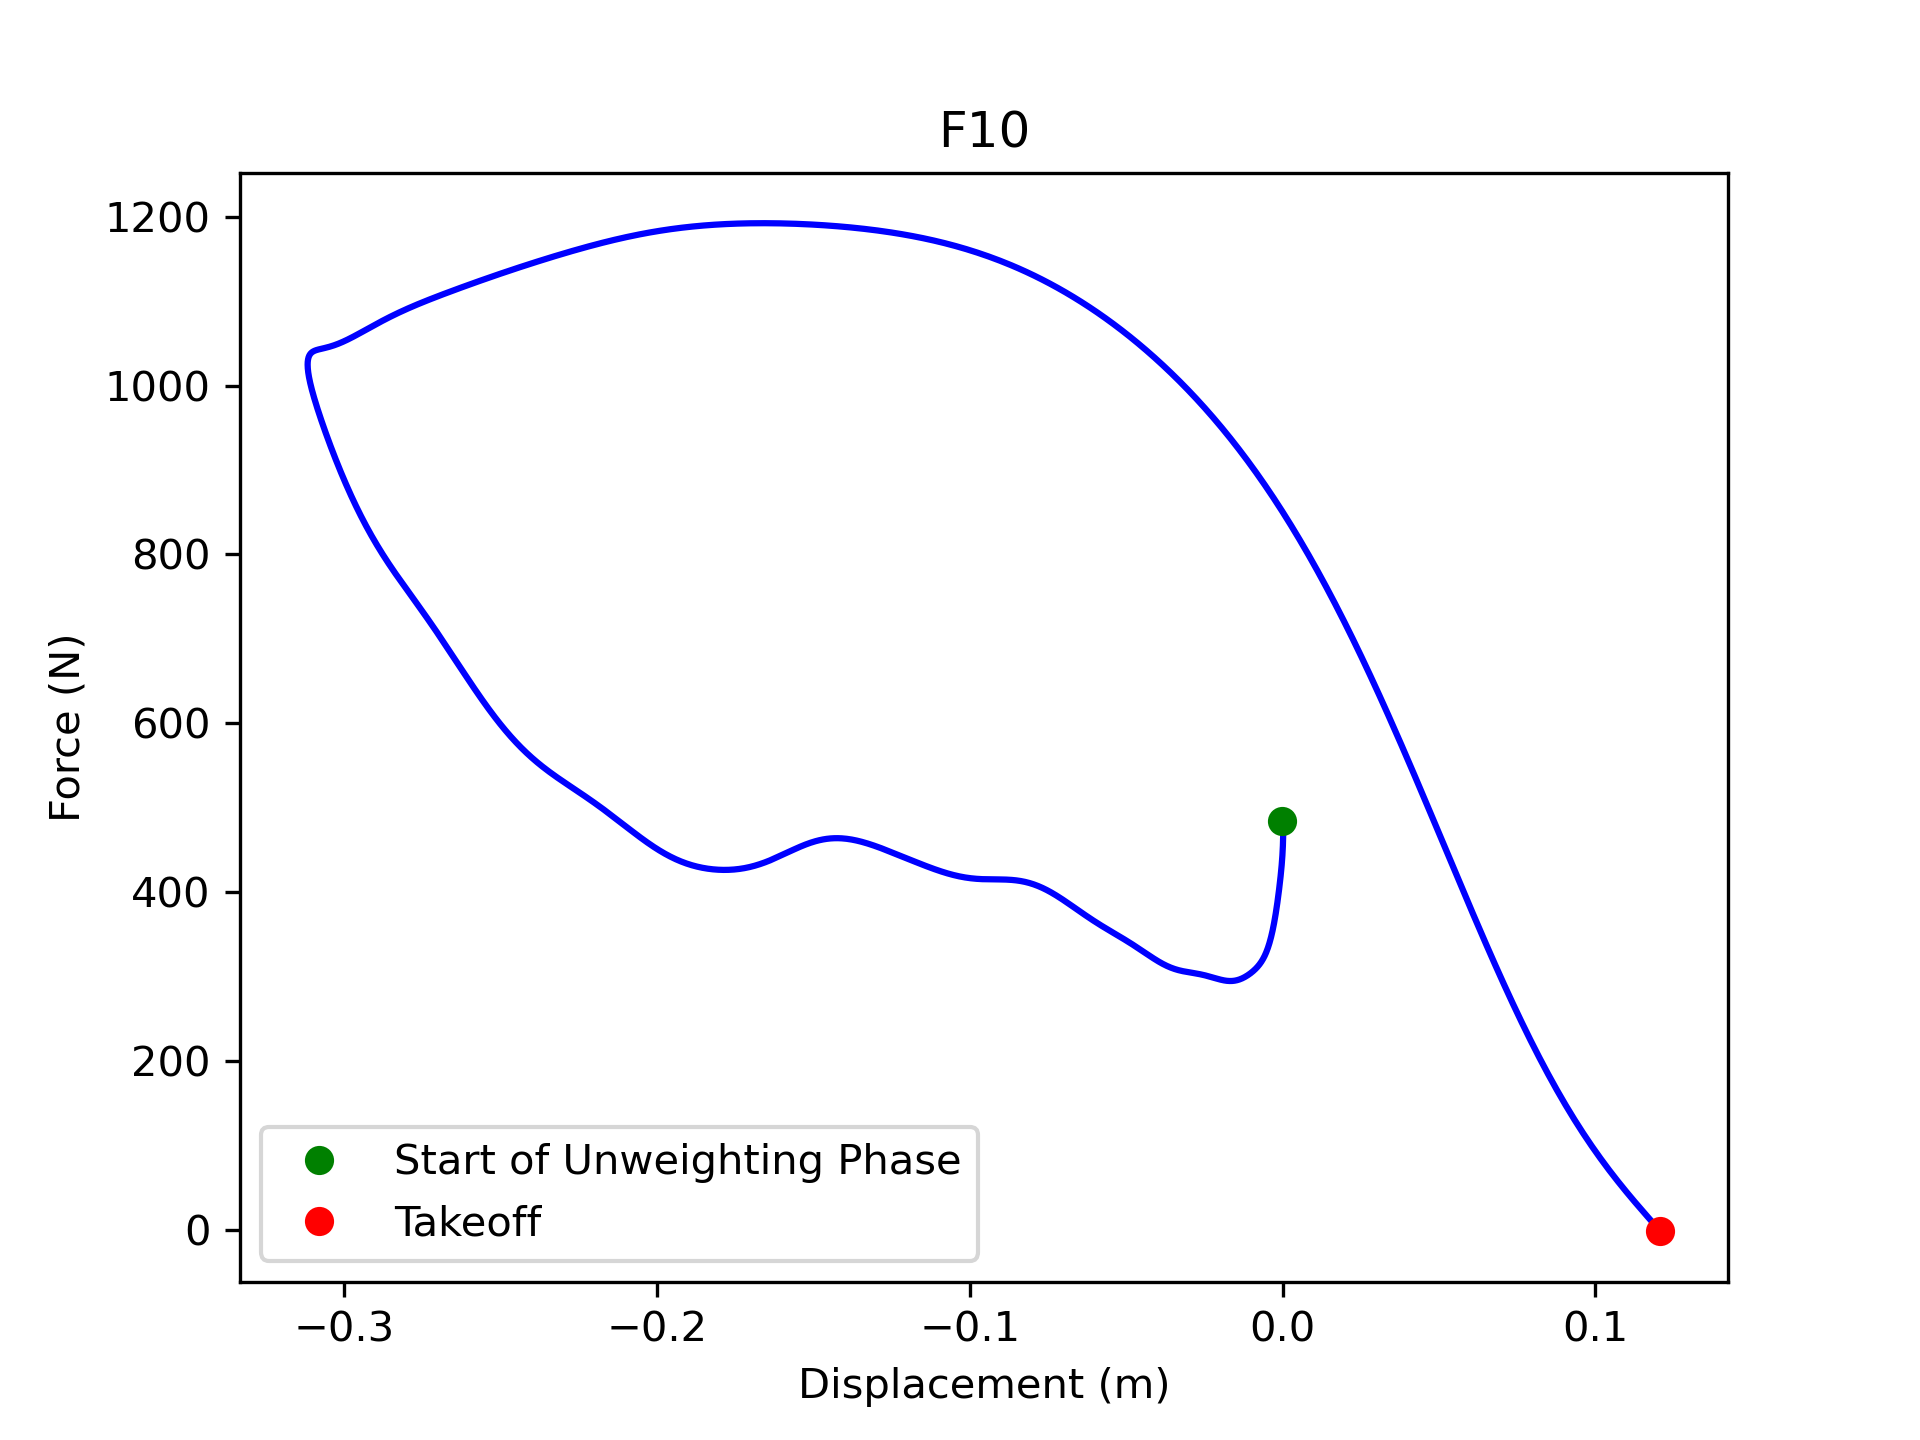 F10
1200
1000
800
600
400
200
0
Force (N)
Start of Unweighting Phase
Takeoff
−0.3 −0.2 −0.1 0.0 0.1
Displacement (m)